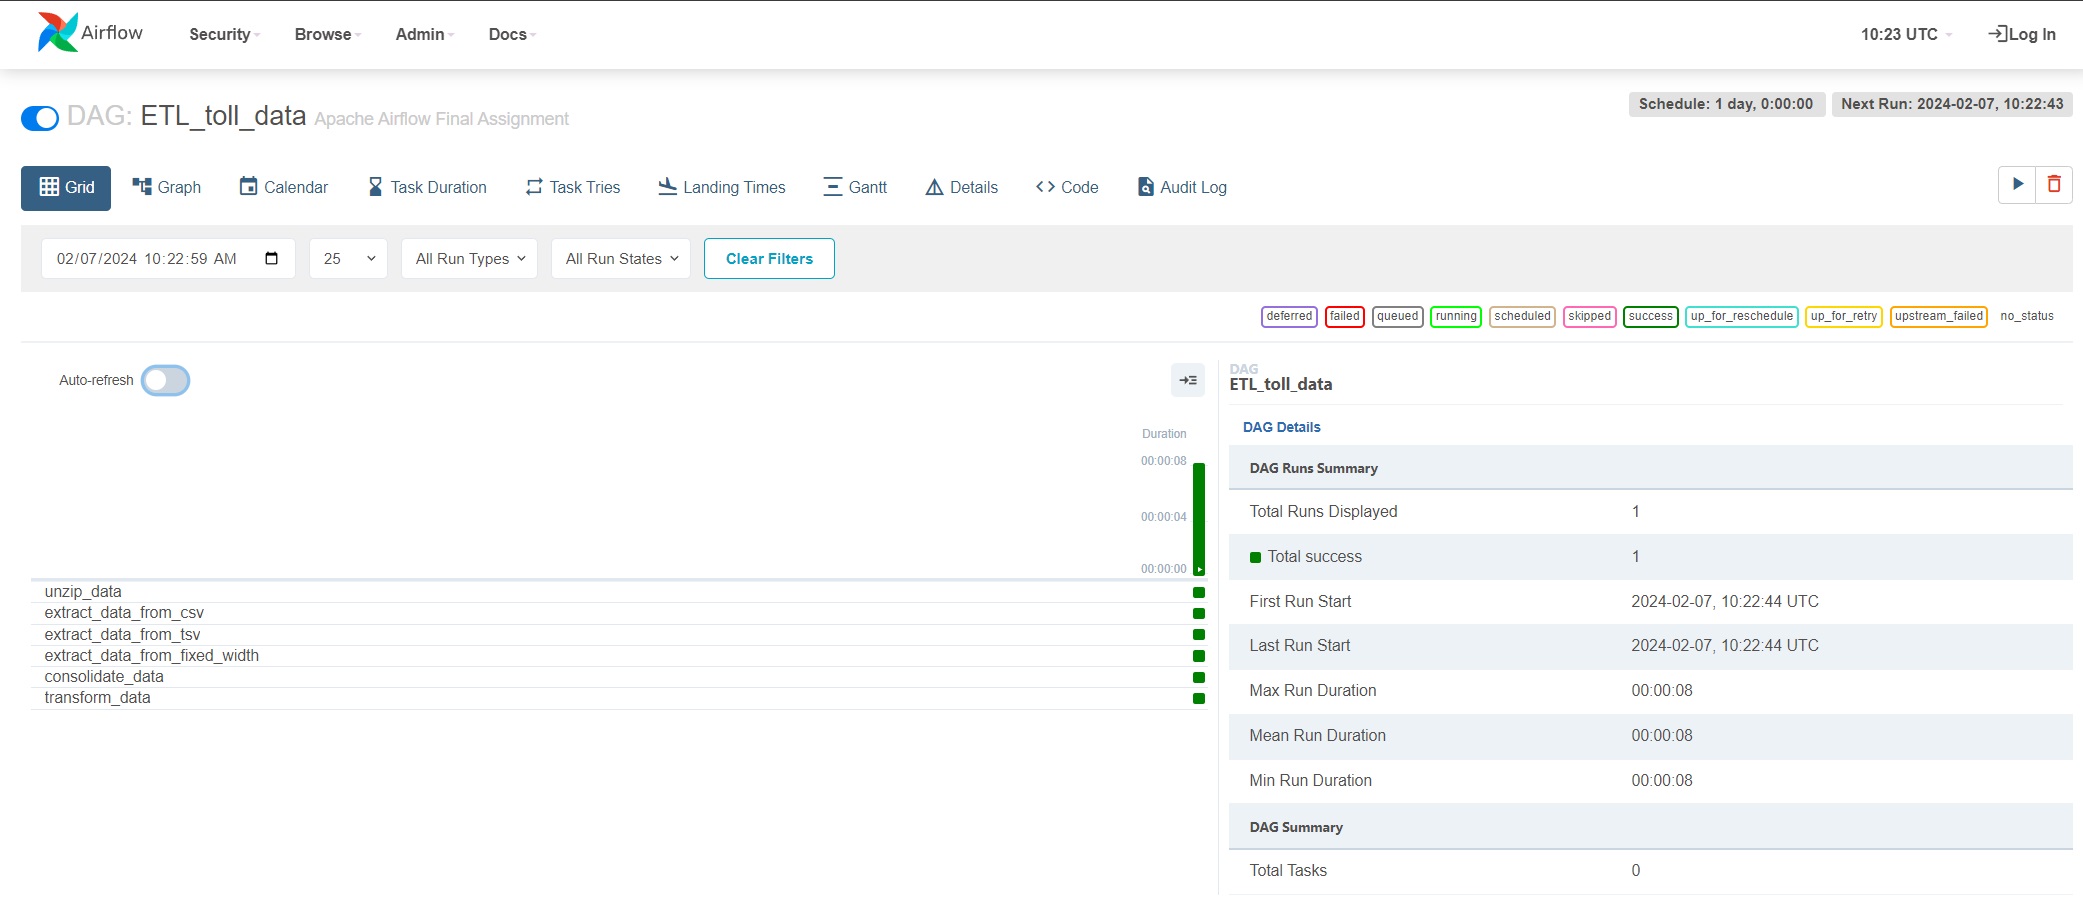 Airflow Security Browse Admin Docs 10:23 UTC Log In
DAG: ETL_toll_data Apache Airflow Final Assignment
Schedule: 1 day, 0:00:00 Next Run: 2024-02-07, 10:22:43
Grid Graph Calendar Task Duration Task Tries Landing Times Gantt Details Code Audit Log
02/07/2024 10:22:59 AM 25 All Run Types All Run States Clear Filters
deferred failed queued running scheduled skipped success up_for_reschedule up_for_retry upstream_failed no_status
Auto-refresh
Duration
00:00:08
00:00:04
00:00:00
unzip_data
extract_data_from_csv
extract_data_from_tsv
extract_data_from_fixed_width
consolidate_data
transform_data
DAG
ETL_toll_data
DAG Details
DAG Runs Summary
Total Runs Displayed 1
Total success 1
First Run Start 2024-02-07, 10:22:44 UTC
Last Run Start 2024-02-07, 10:22:44 UTC
Max Run Duration 00:00:08
Mean Run Duration 00:00:08
Min Run Duration 00:00:08
DAG Summary
Total Tasks 0